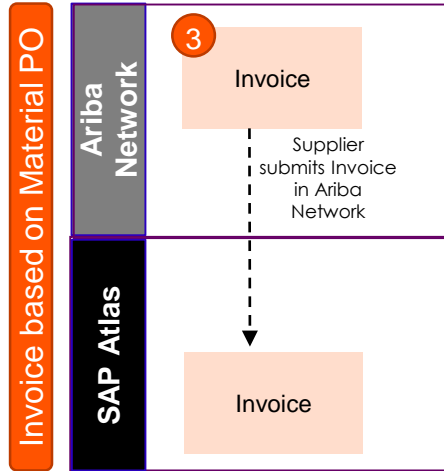 Invoice based on Material PO
Ariba
Network
3
Invoice
Supplier
submits Invoice
in Ariba
Network
SAP Atlas
Invoice